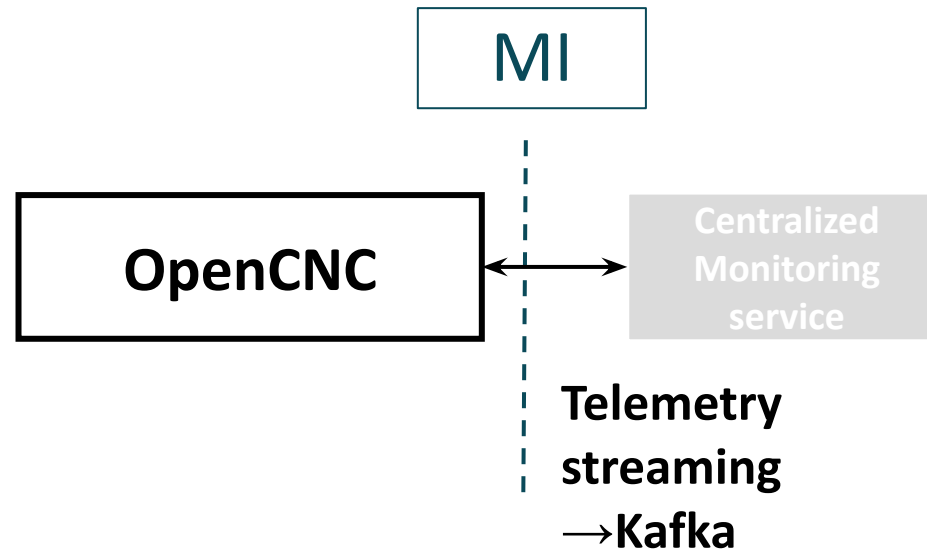 MI
OpenCNC
Centralized
Monitoring
service
Telemetry
streaming
→Kafka